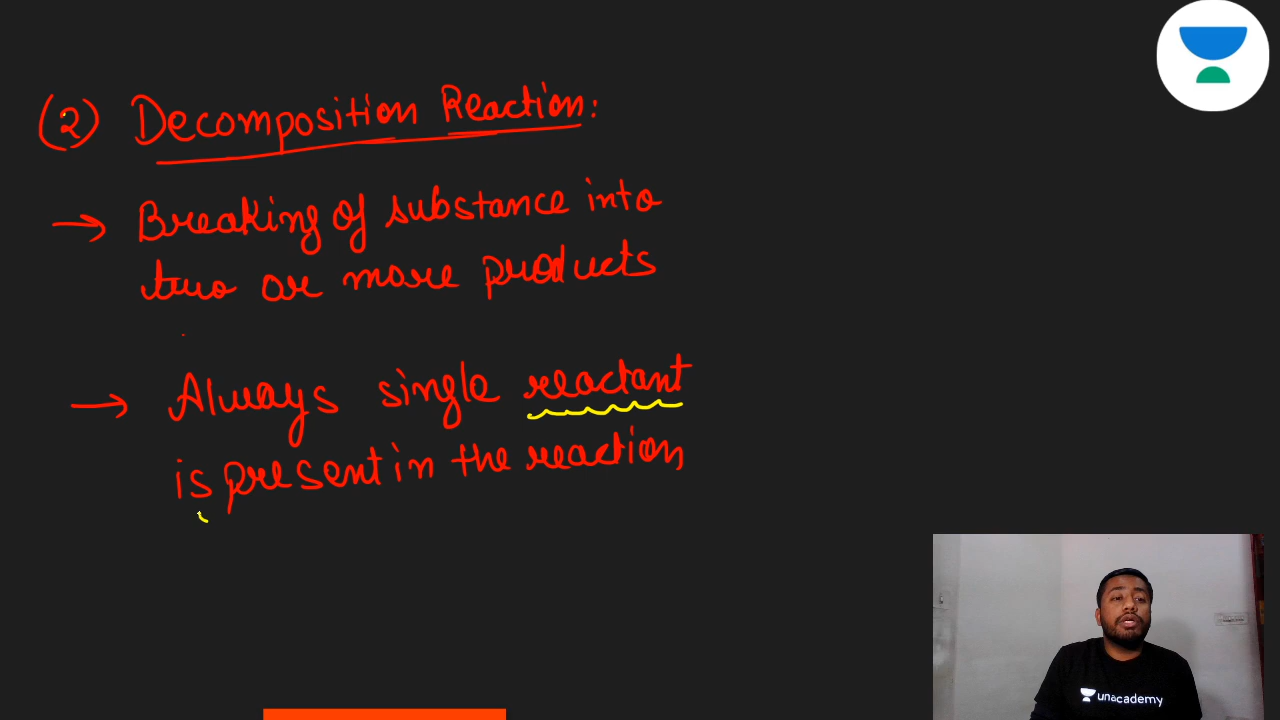 (2) Decomposition Reaction:
→ Breaking of substance into
two or more products
→ Always single reactant
is present in the reaction
unacademy